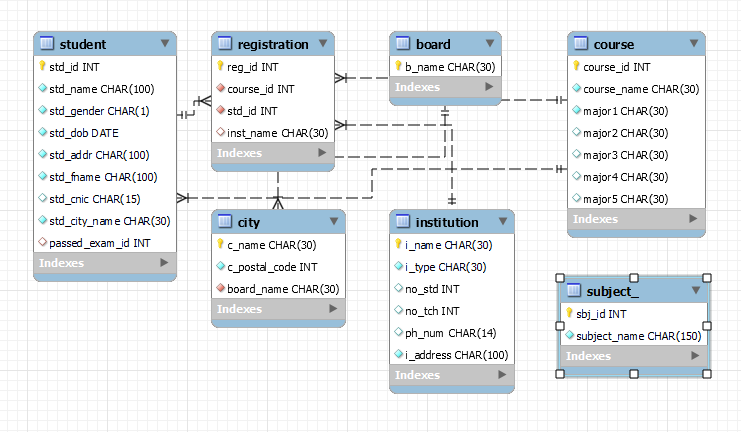 student
std_id INT
std_name CHAR(100)
std_gender CHAR(1)
std_dob DATE
std_addr CHAR(100)
std_fname CHAR(100)
std_cnic CHAR(15)
std_city_name CHAR(30)
passed_exam_id INT
Indexes
registration
reg_id INT
course_id INT
std_id INT
inst_name CHAR(30)
Indexes
board
b_name CHAR(30)
Indexes
course
course_id INT
course_name CHAR(30)
major1 CHAR(30)
major2 CHAR(30)
major3 CHAR(30)
major4 CHAR(30)
major5 CHAR(30)
Indexes
city
c_name CHAR(30)
c_postal_code INT
board_name CHAR(30)
Indexes
institution
i_name CHAR(30)
i_type CHAR(30)
no_std INT
no_tch INT
ph_num CHAR(14)
i_address CHAR(100)
Indexes
subject_
sbj_id INT
subject_name CHAR(150)
Indexes